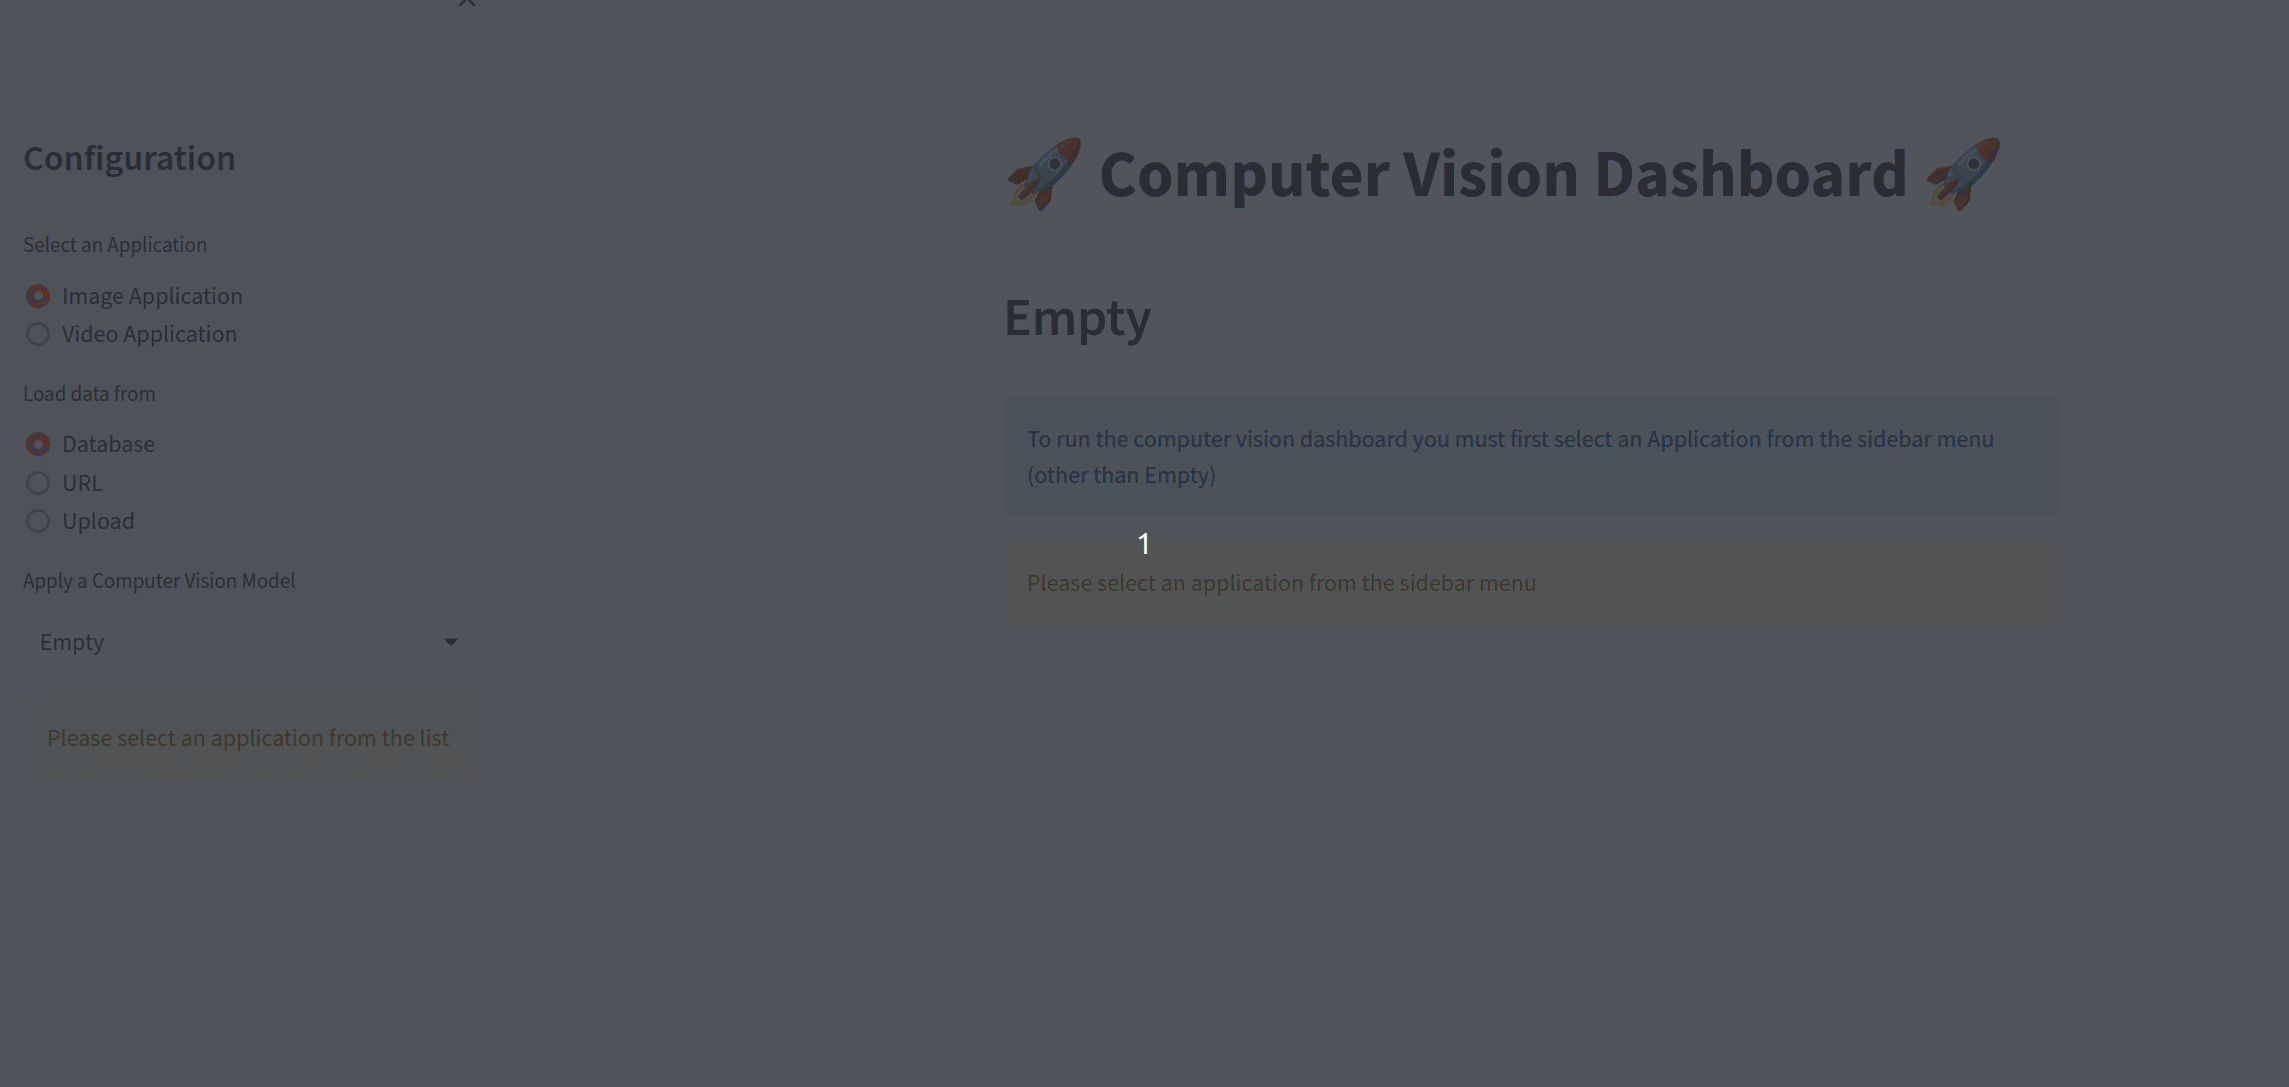 Configuration
Select an Application
Image Application
Video Application
Load data from
Database
URL
Upload
Apply a Computer Vision Model
Empty
Please select an application from the list
🚀 Computer Vision Dashboard 🚀
Empty
To run the computer vision dashboard you must first select an Application from the sidebar menu
(other than Empty)
1
Please select an application from the sidebar menu